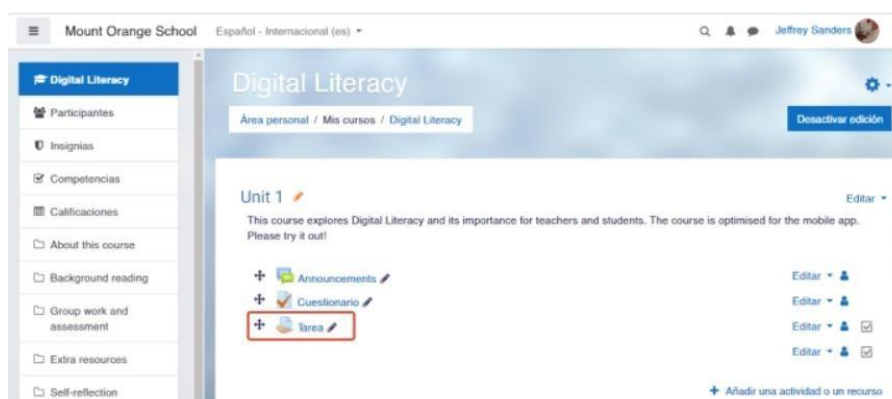 Mount Orange School Español - Internacional (es) Jeffrey Sanders
Digital Literacy
Participantes
Insignias
Competencias
Calificaciones
About this course
Background reading
Group work and
assessment
Extra resources
Self-reflection
Digital Literacy
Área personal / Mis cursos / Digital Literacy
Desactivar edición
Unit 1
Editar
This course explores Digital Literacy and its importance for teachers and students. The course is optimised for the mobile app.
Please try it out!
Announcements Editar
Cuestionario Editar
Tarea Editar
Editar
+ Añadir una actividad o un recurso